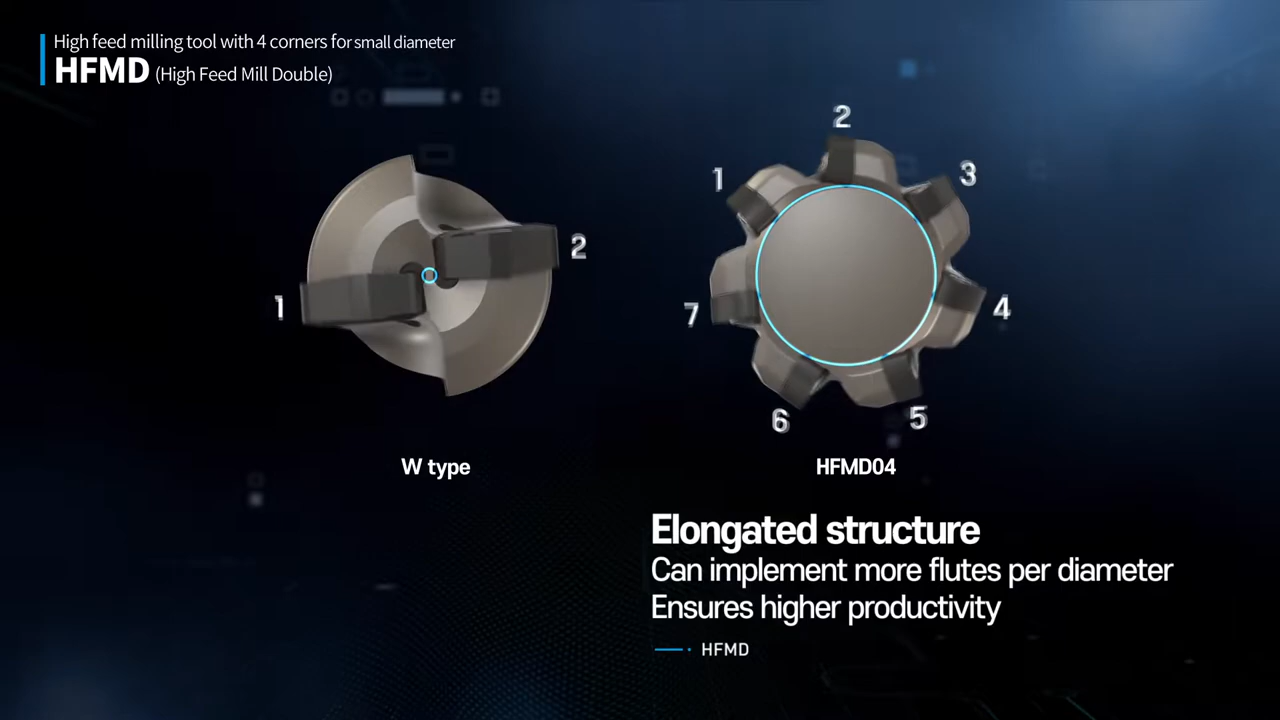 High feed milling tool with 4 corners for small diameter
HFMD (High Feed Mill Double)
1
2
1
2
3
4
5
6
7
W type
HFMD04
Elongated structure
Can implement more flutes per diameter
Ensures higher productivity
HFMD